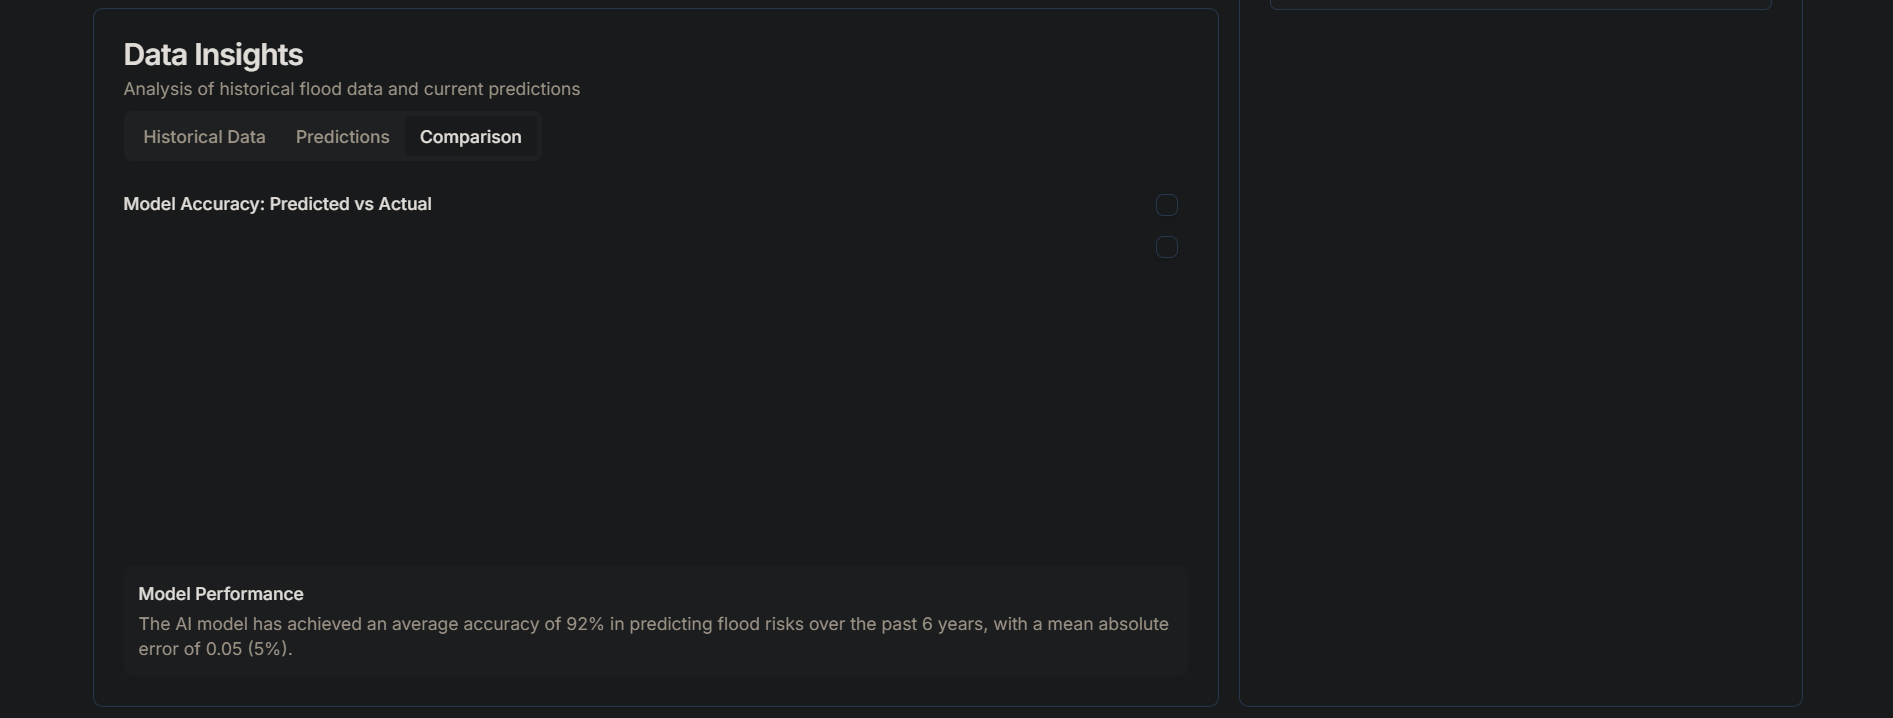 Data Insights
Analysis of historical flood data and current predictions
Historical Data Predictions Comparison
Model Accuracy: Predicted vs Actual
Model Performance
The AI model has achieved an average accuracy of 92% in predicting flood risks over the past 6 years, with a mean absolute
error of 0.05 (5%).